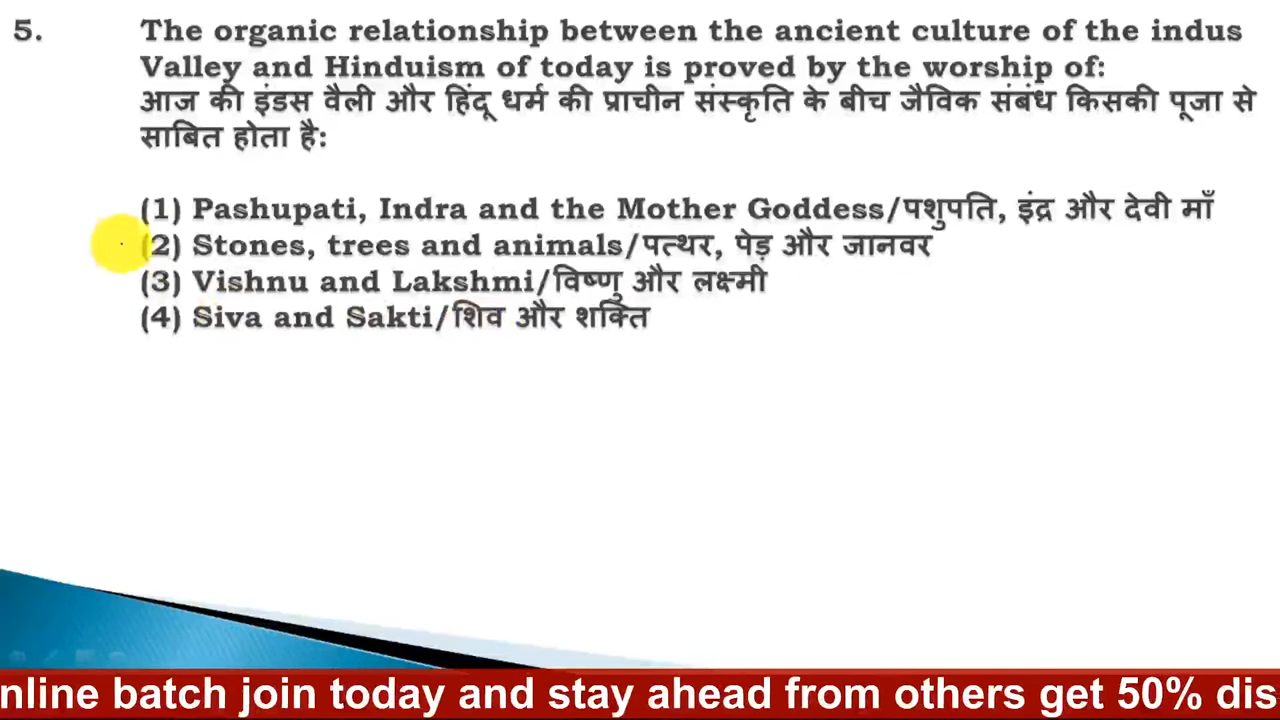 5. The organic relationship between the ancient culture of the indus
Valley and Hinduism of today is proved by the worship of:
आज की इंडस वैली और हिंदू धर्म की प्राचीन संस्कृति के बीच जैविक संबंध किसकी पूजा से
साबित होता है:
(1) Pashupati, Indra and the Mother Goddess/पशुपति, इंद्र और देवी माँ
(2) Stones, trees and animals/पत्थर, पेड़ और जानवर
(3) Vishnu and Lakshmi/विष्णु और लक्ष्मी
(4) Siva and Sakti/शिव और शक्ति
nline batch join today and stay ahead from others get 50% dis